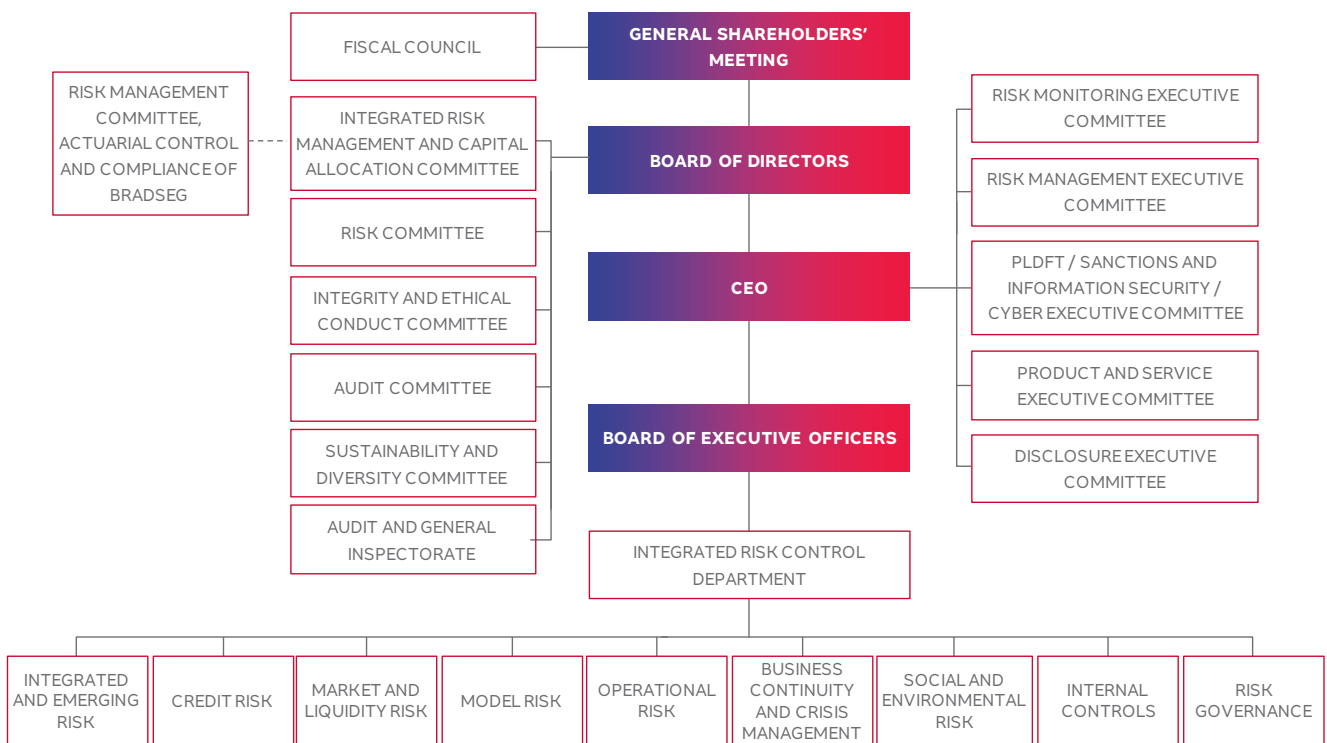 FISCAL COUNCIL
GENERAL SHAREHOLDERS'
MEETING
RISK MANAGEMENT
COMMITTEE,
ACTUARIAL CONTROL
AND COMPLIANCE OF
BRADSEG
INTEGRATED RISK
MANAGEMENT AND CAPITAL
ALLOCATION COMMITTEE
BOARD OF DIRECTORS
RISK COMMITTEE
INTEGRITY AND ETHICAL
CONDUCT COMMITTEE
AUDIT COMMITTEE
SUSTAINABILITY AND
DIVERSITY COMMITTEE
AUDIT AND GENERAL
INSPECTORATE
CEO
RISK MONITORING EXECUTIVE
COMMITTEE
RISK MANAGEMENT EXECUTIVE
COMMITTEE
PLDFT / SANCTIONS AND
INFORMATION SECURITY /
CYBER EXECUTIVE COMMITTEE
PRODUCT AND SERVICE
EXECUTIVE COMMITTEE
DISCLOSURE EXECUTIVE
COMMITTEE
BOARD OF EXECUTIVE OFFICERS
INTEGRATED RISK CONTROL
DEPARTMENT
INTEGRATED
AND EMERGING
RISK
CREDIT RISK
MARKET AND
LIQUIDITY RISK
MODEL RISK
OPERATIONAL
RISK
BUSINESS
CONTINUITY
AND CRISIS
MANAGEMENT
SOCIAL AND
ENVIRONMENTAL
RISK
INTERNAL
CONTROLS
RISK
GOVERNANCE